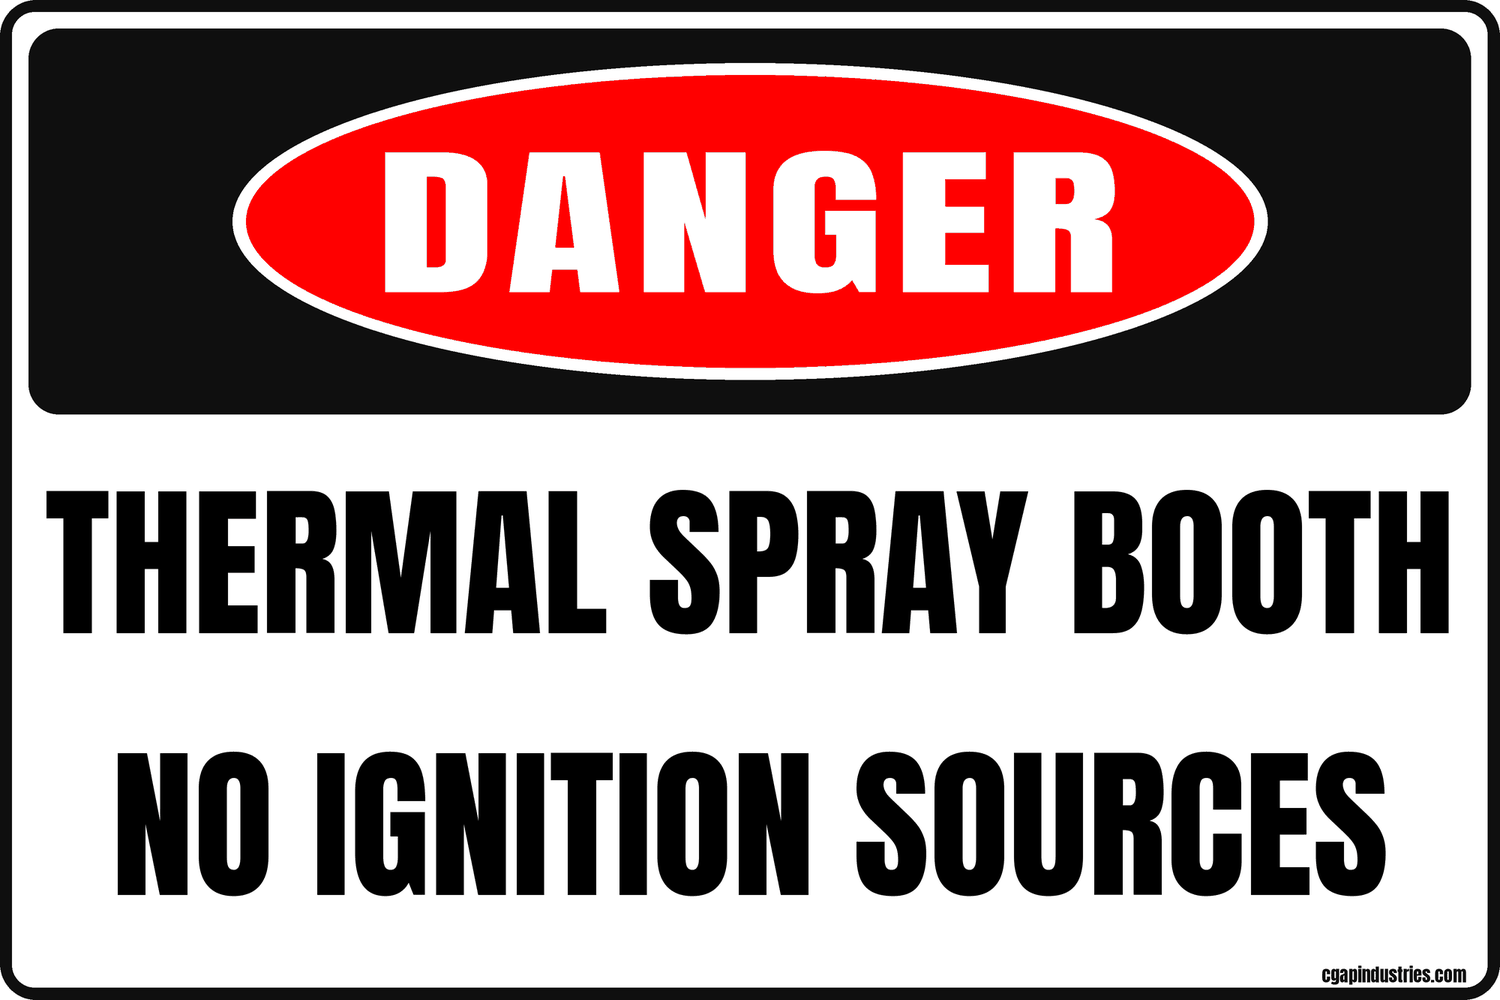 DANGER
THERMAL SPRAY BOOTH
NO IGNITION SOURCES
cgapindustries.com